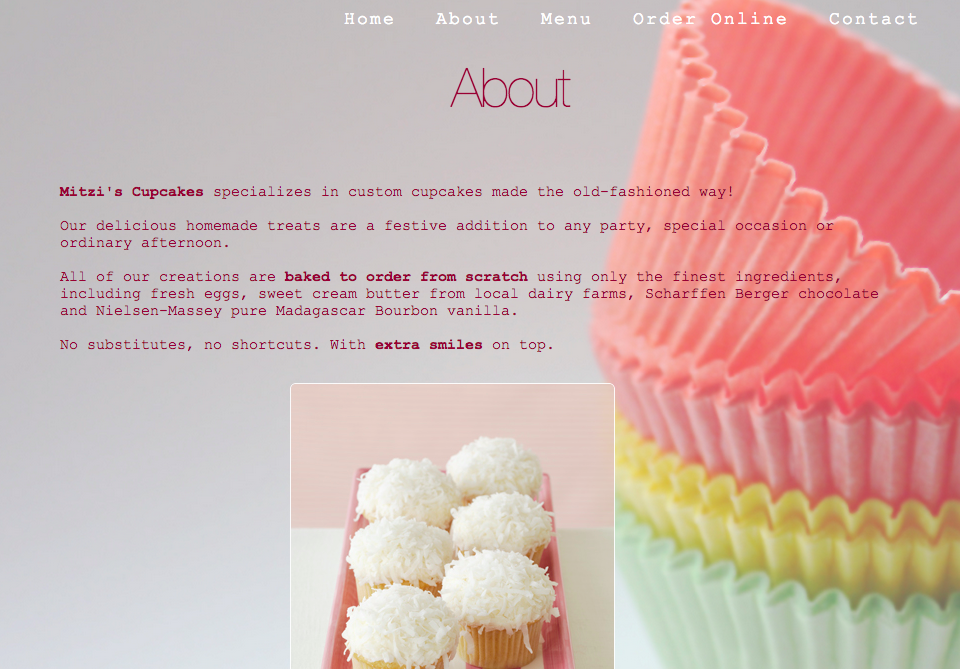 Home About Menu Order Online Contact
About
Mitzi's Cupcakes specializes in custom cupcakes made the old-fashioned way!
Our delicious homemade treats are a festive addition to any party, special occasion or
ordinary afternoon.
All of our creations are baked to order from scratch using only the finest ingredients,
including fresh eggs, sweet cream butter from local dairy farms, Scharffen Berger chocolate
and Nielsen-Massey pure Madagascar Bourbon vanilla.
No substitutes, no shortcuts. With extra smiles on top.